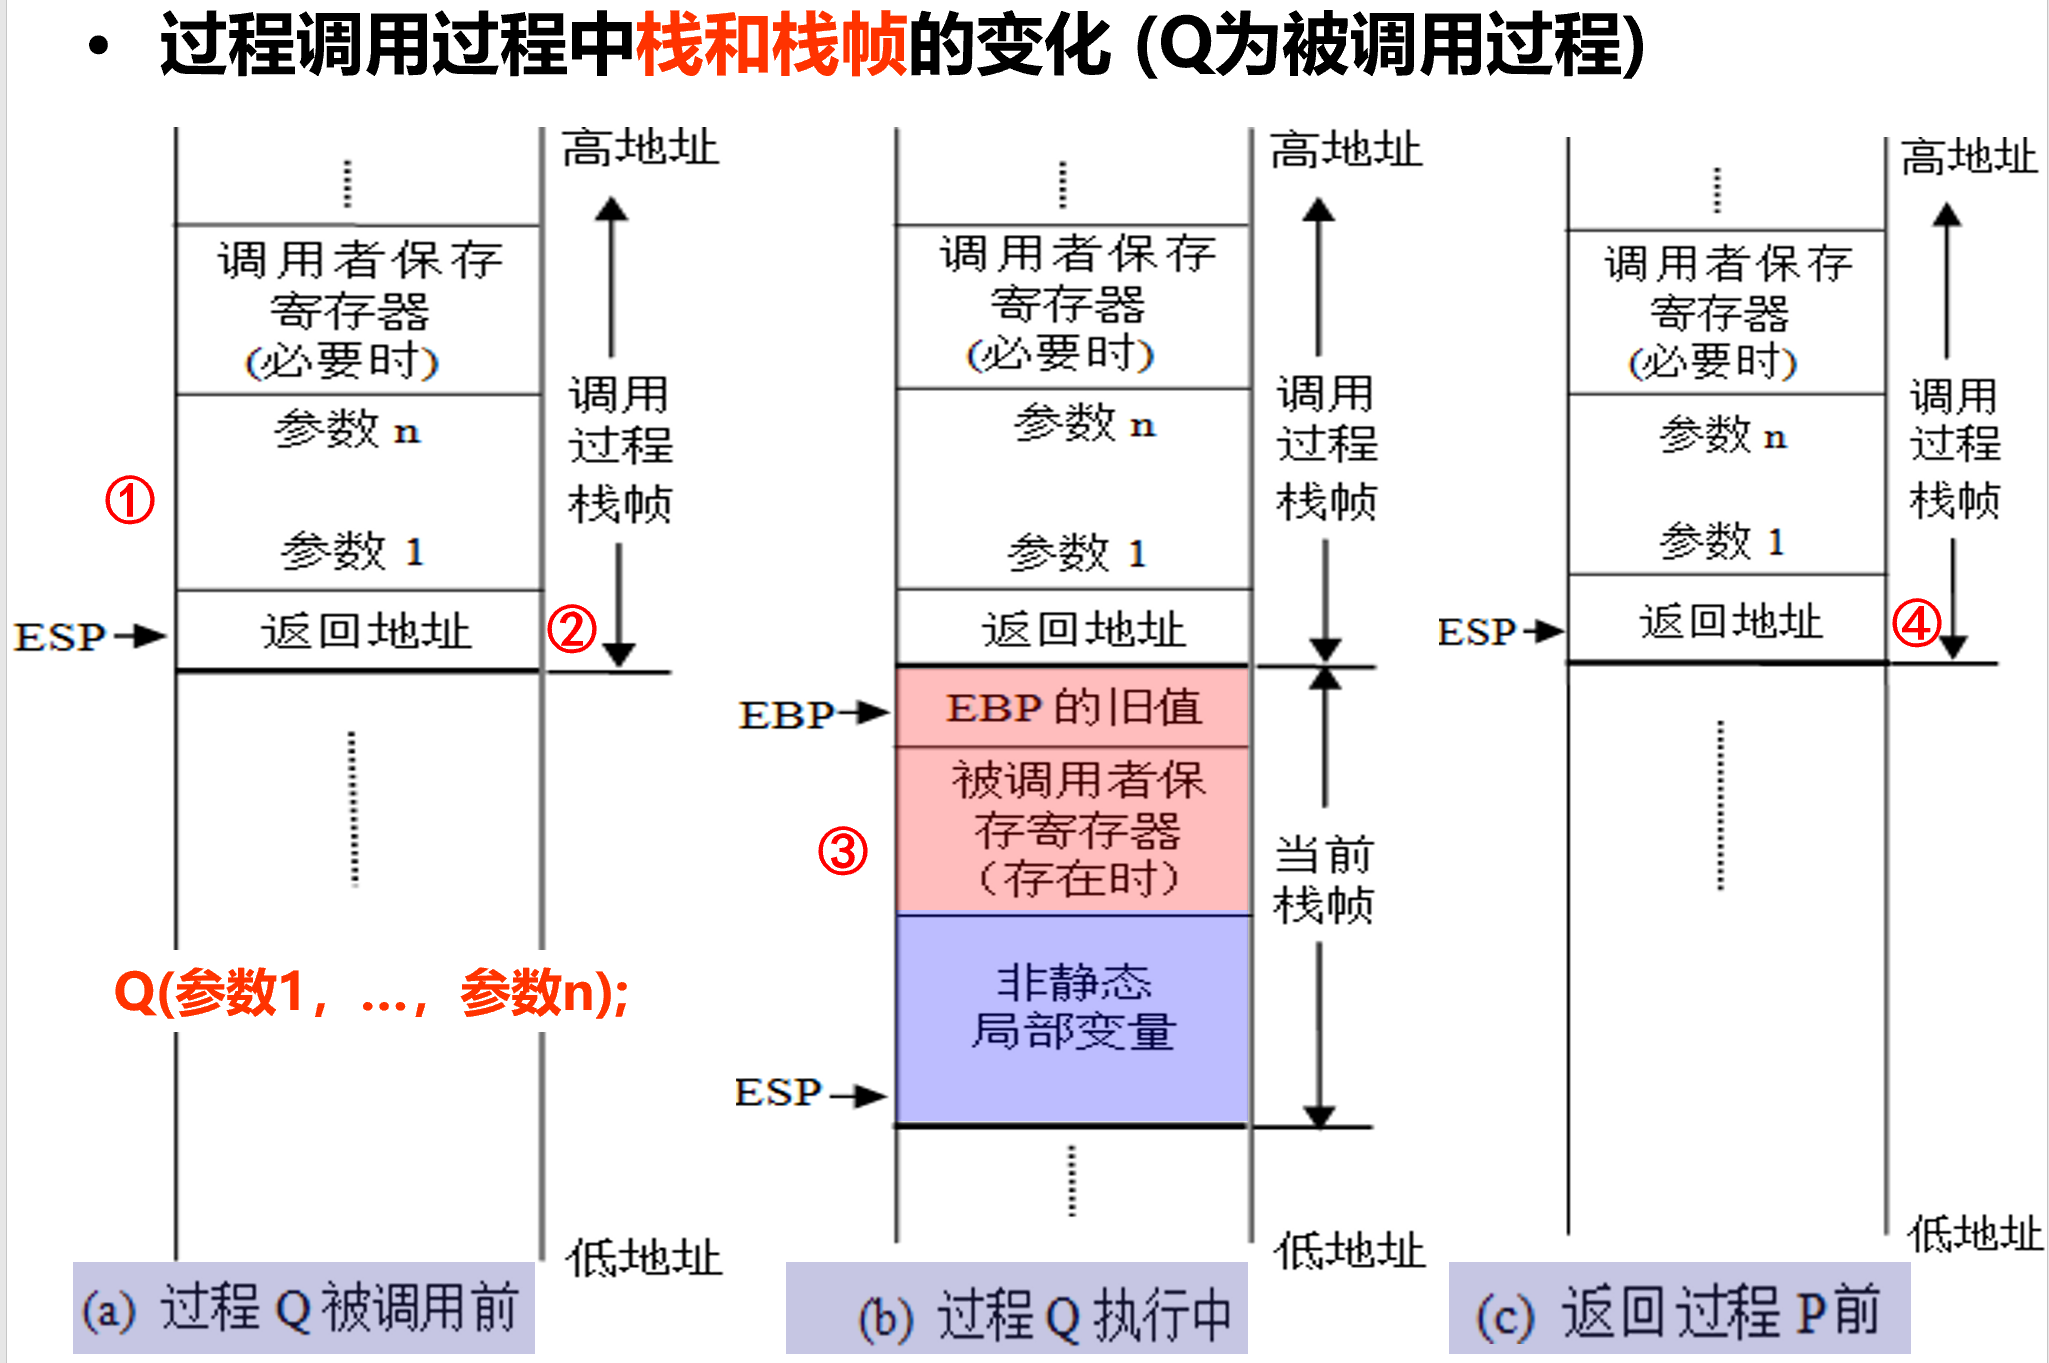 • 过程调用过程中栈和栈帧的变化 (Q为被调用过程)
高地址
调用者保存
寄存器
(必要时)
参数 n
①
参数 1
ESP
返回地址
②
调用
过程
栈帧
Q(参数1，…，参数n);
低地址
(a) 过程 Q 被调用前
高地址
调用者保存
寄存器
(必要时)
参数 n
参数 1
返回地址
调用
过程
栈帧
EBP
EBP 的旧值
被调用者保
存寄存器
（存在时）
③
当前
栈帧
非静态
局部变量
ESP
低地址
(b) 过程 Q 执行中
高地址
调用者保存
寄存器
(必要时)
参数 n
参数 1
ESP
返回地址
④
调用
过程
栈帧
低地址
(c) 返回过程 P 前